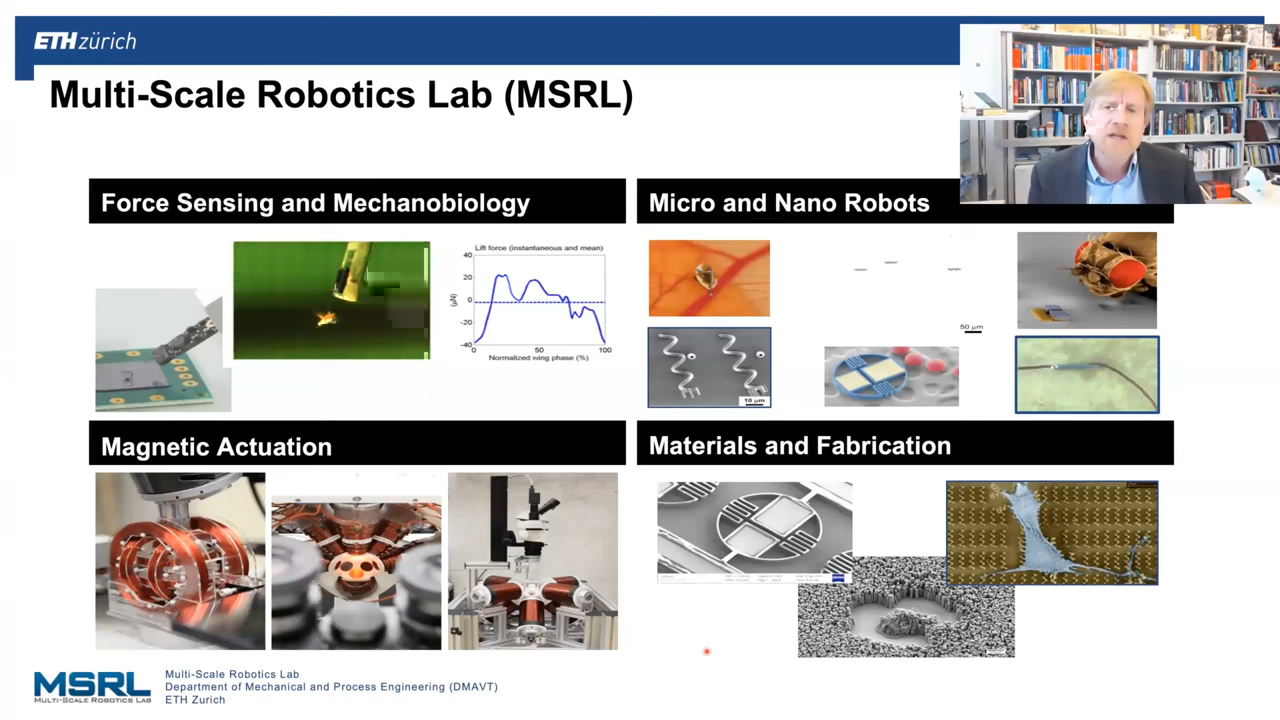 ETH zürich
Multi-Scale Robotics Lab (MSRL)
Force Sensing and Mechanobiology
Micro and Nano Robots
Lift force (instantaneous and mean)
40
20
0
-20
-40
(µN)
0
50
100
Normalized wing phase (%)
50 µm
10 µm
Magnetic Actuation
Materials and Fabrication
MSRL
MULTI-SCALE ROBOTICS LAB
Multi-Scale Robotics Lab
Department of Mechanical and Process Engineering (DMAVT)
ETH Zurich